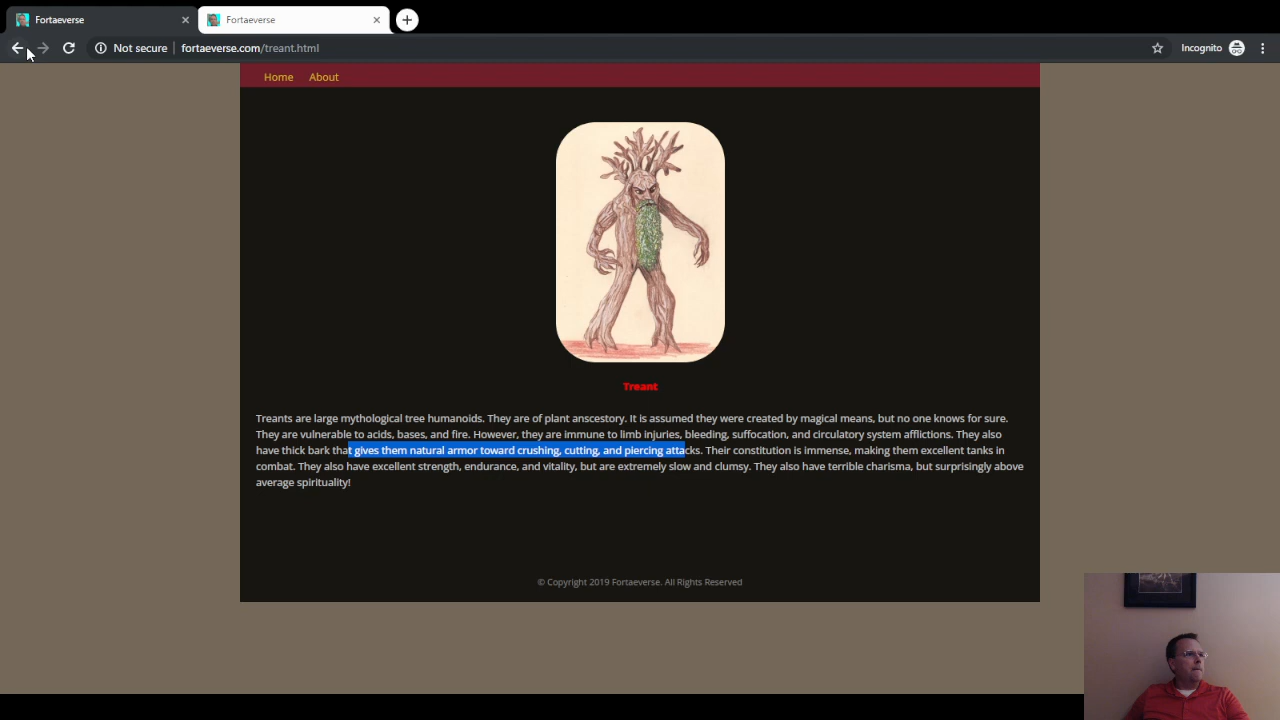 Fortaeverse
Fortaeverse
Not secure fortaeverse.com/treant.html
Incognito
Home About
Treant
Treants are large mythological tree humanoids. They are of plant anscestory. It is assumed they were created by magical means, but no one knows for sure.
They are vulnerable to acids, bases, and fire. However, they are immune to limb injuries, bleeding, suffocation, and circulatory system afflictions. They also
have thick bark that gives them natural armor toward crushing, cutting, and piercing attacks. Their constitution is immense, making them excellent tanks in
combat. They also have excellent strength, endurance, and vitality, but are extremely slow and clumsy. They also have terrible charisma, but surprisingly above
average spirituality!
© Copyright 2019 Fortaeverse. All Rights Reserved